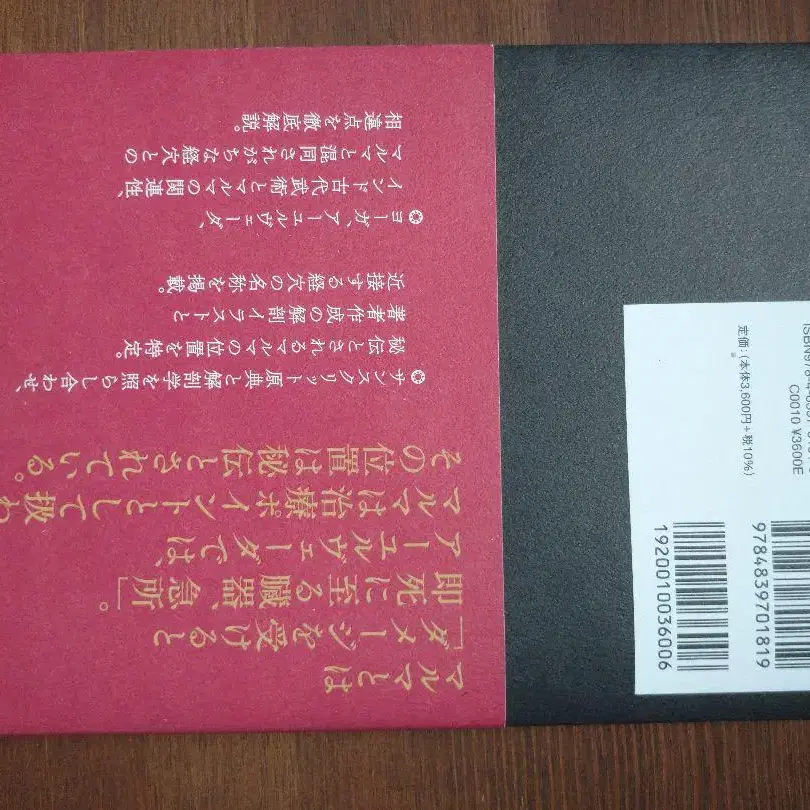 マルマとは
「ダメージを受けると
即死に至る臓器、急所」。
アーユルヴェーダでは、
マルマは治療ポイントとして扱わ
その位置は秘伝とされている。
サンスクリット原典と解剖学を照らし合わせ、
秘伝とされるマルマの位置を特定。
著者作成の解剖イラストと
近接する経穴の名称を掲載。
ヨーガ、アーユルヴェーダ、
インド古代武術とマルマの関連性、
マルマと混同されがちな経穴との
相違点を徹底解説。
9784839701819
1920010036006
C0010 ¥3600E
定価:(本体3,600円+税10%)